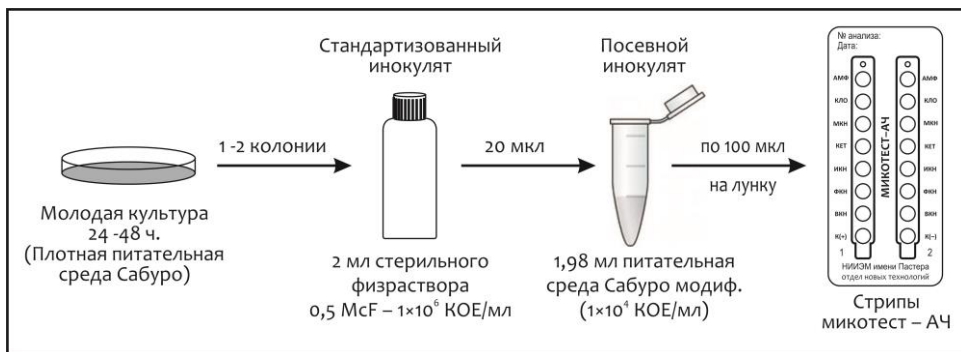 Стандартизованный
инокулят
Посевной
инокулят
№ анализа:
Дата:
1 -2 колонии
20 мкл
по 100 мкл
на лунку
АМФ
КЛО
МКН
КЕТ
ИКН
ФКН
ВКН
К(+)
1
МИКОТЕСТ–АЧ
АМФ
КЛО
МКН
КЕТ
ИКН
ФКН
ВКН
К(–)
2
НИИЭМ имени Пастера
отдел новых технологий
Молодая культура
24 -48 ч.
(Плотная питательная
среда Сабуро)
2 мл стерильного
физраствора
0,5 McF – 1×10⁶ КОЕ/мл
1,98 мл питательная
среда Сабуро модиф.
(1×10⁴ КОЕ/мл)
Стрипы
микотест – АЧ